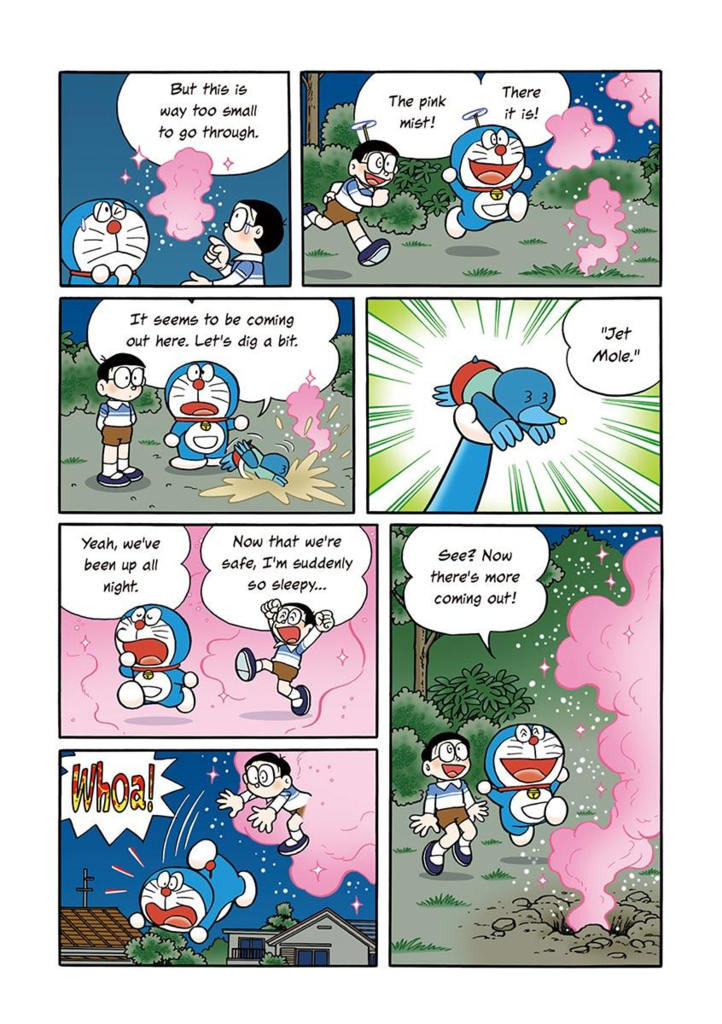 There
it is!
The pink
mist!
But this is
way too small
to go through.
"Jet
Mole."
It seems to be coming
out here. Let's dig a bit.
See? Now
there's more
coming out!
Now that we're
safe, I'm suddenly
so sleepy...
Yeah, we've
been up all
night.
Whoa!